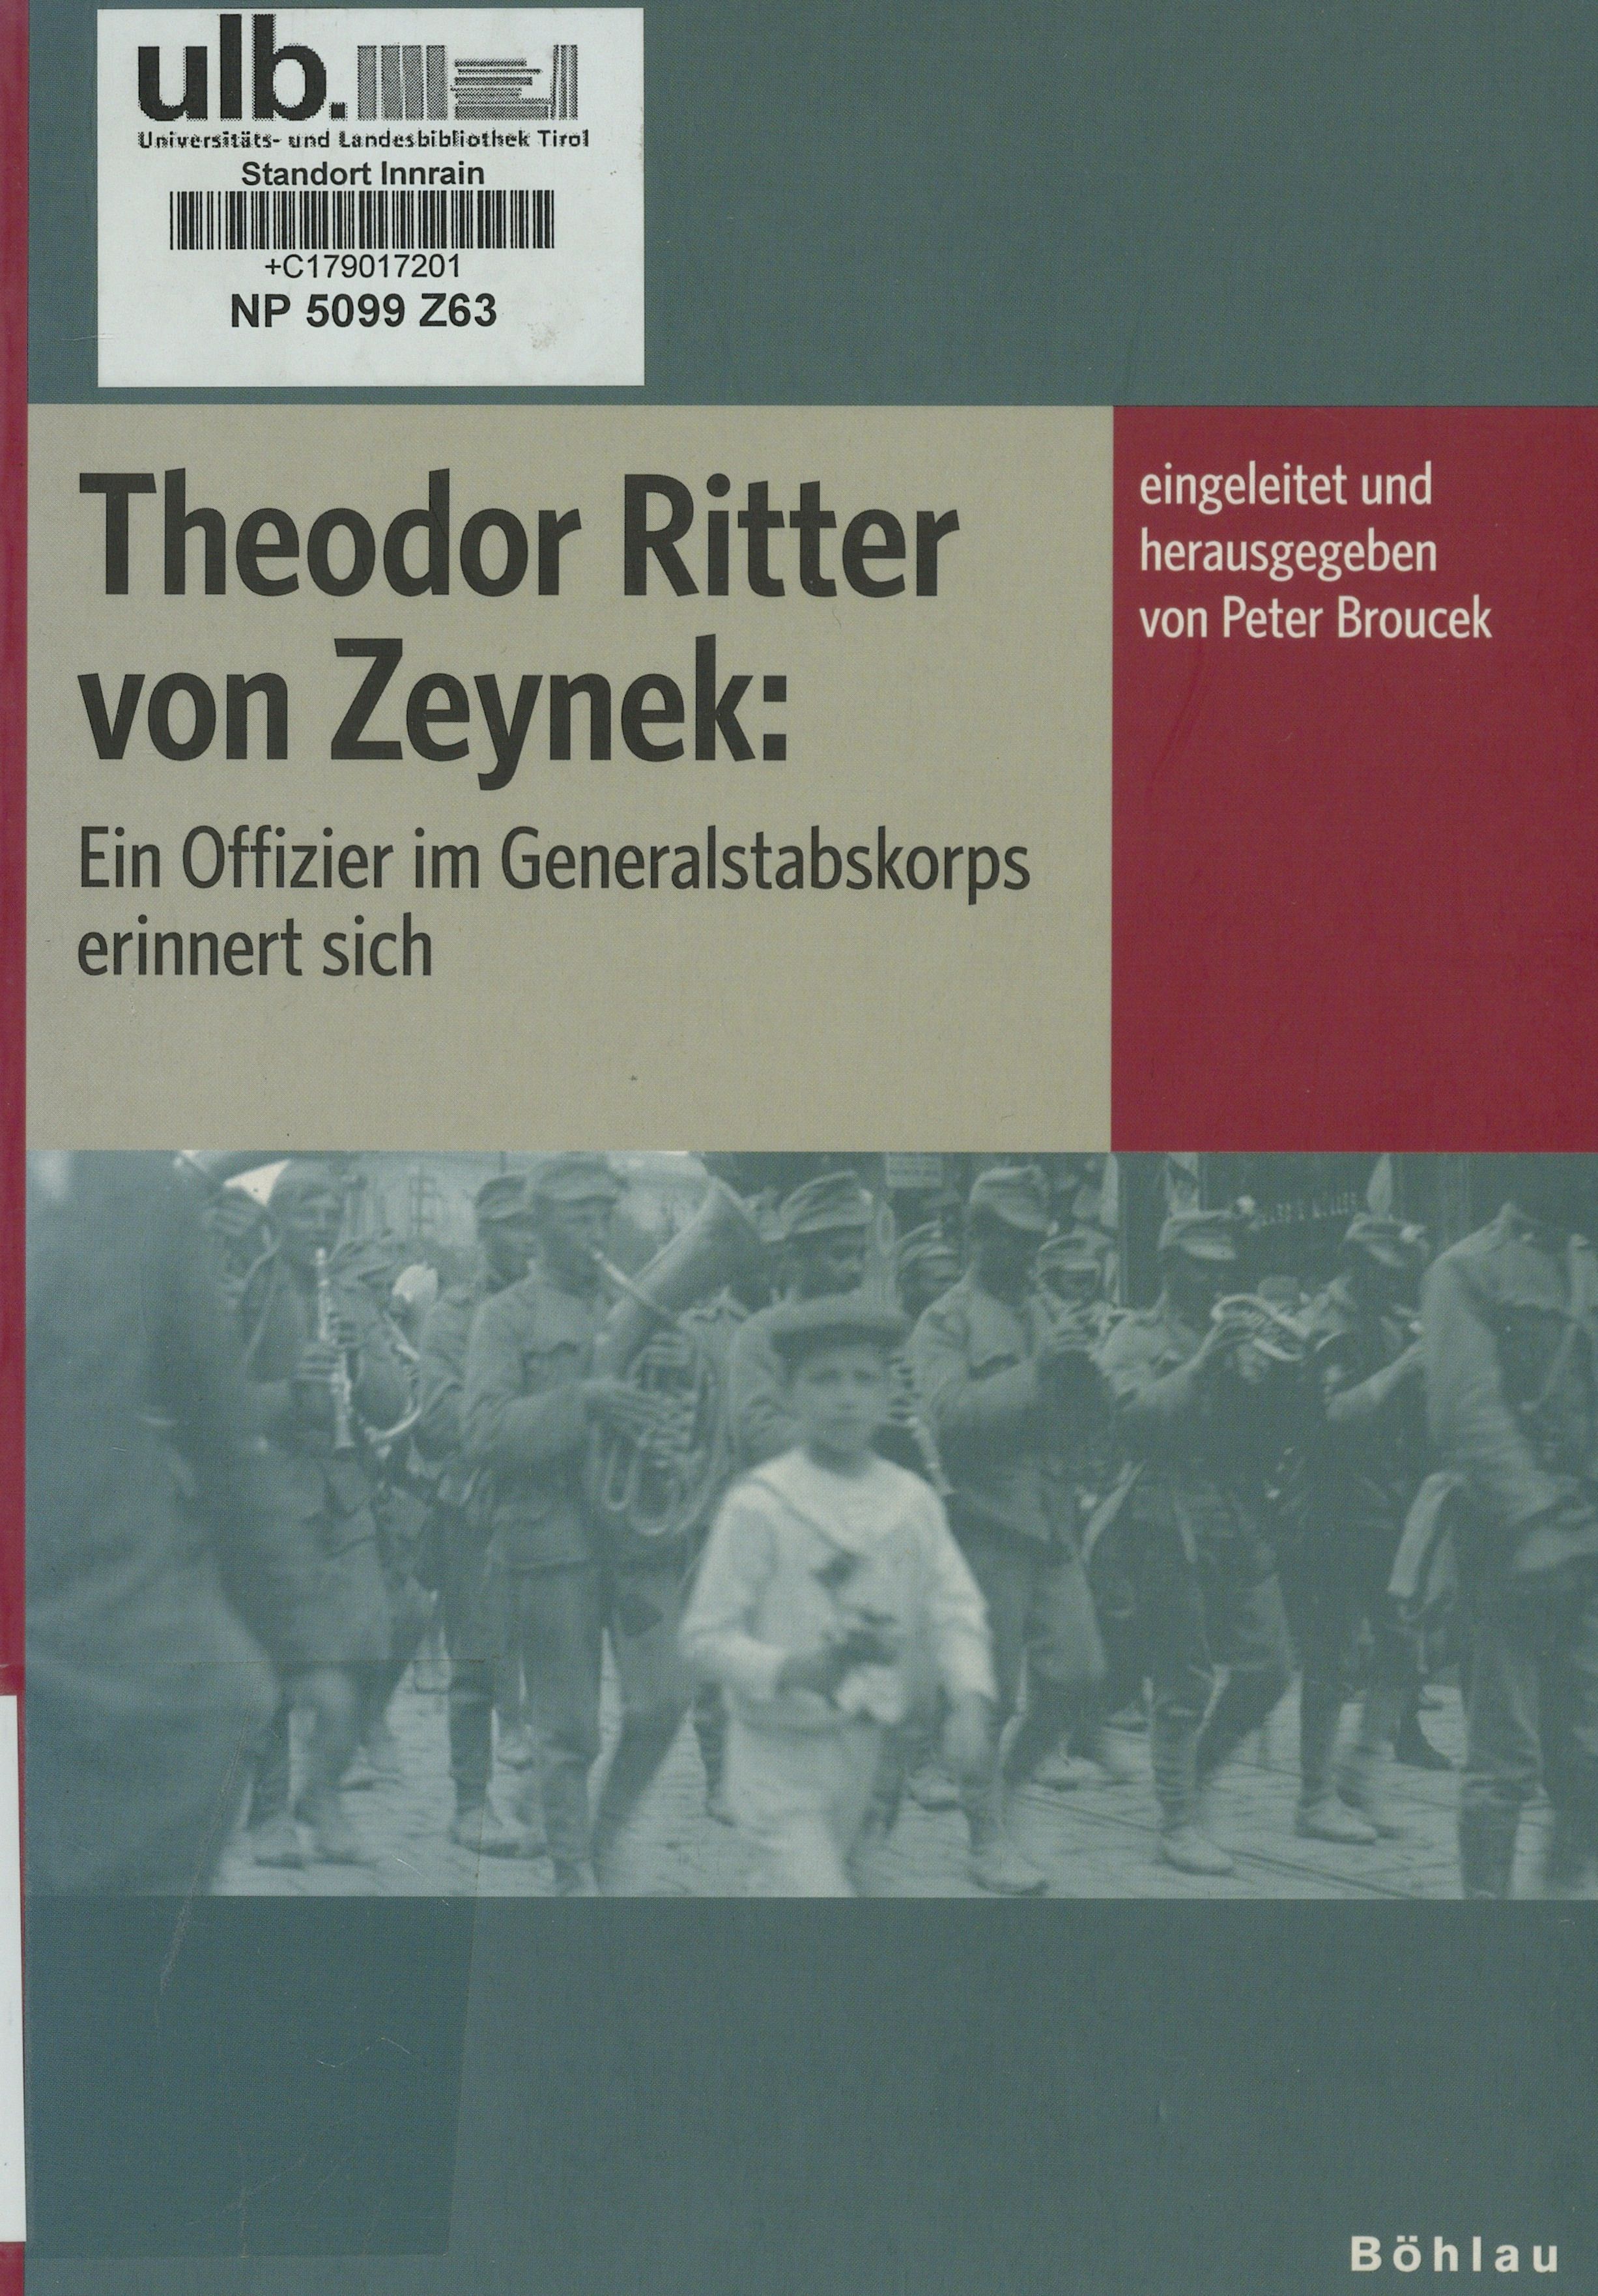 ulb.
Universitäts- und Landesbibliothek Tirol
Standort Innrain
+C179017201
NP 5099 Z63
Theodor Ritter
von Zeynek:
Ein Offizier im Generalstabskorps
erinnert sich
eingeleitet und
herausgegeben
von Peter Broucek
Böhlau